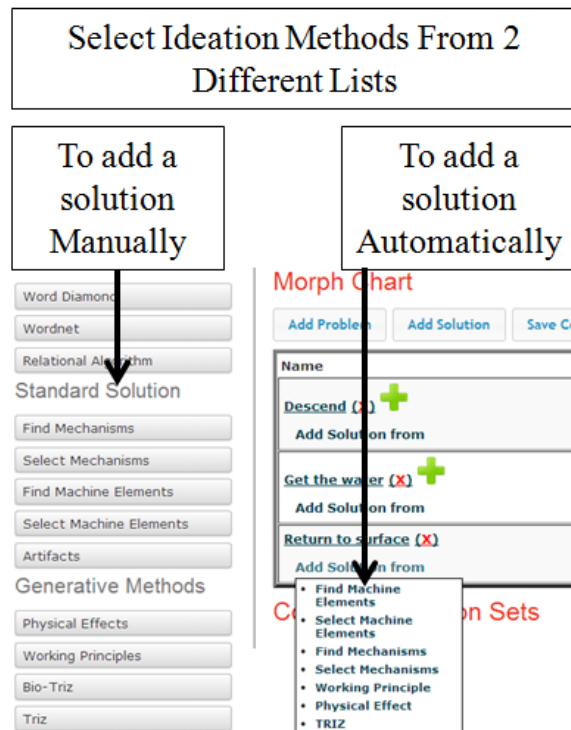 Select Ideation Methods From 2
Different Lists
To add a
solution
Manually
To add a
solution
Automatically
Word Diamond
Wordnet
Relational Algorithm
Standard Solution
Find Mechanisms
Select Mechanisms
Find Machine Elements
Select Machine Elements
Artifacts
Generative Methods
Physical Effects
Working Principles
Bio-Triz
Triz
Morph Chart
Add Problem
Add Solution
Save C
Name
Descend (X)
Add Solution from
Get the water (X)
Add Solution from
Return to surface (X)
Add Solution from
• Find Machine
Elements
• Select Machine
Elements
• Find Mechanisms
• Select Mechanisms
• Working Principle
• Physical Effect
• TRIZ
on Sets